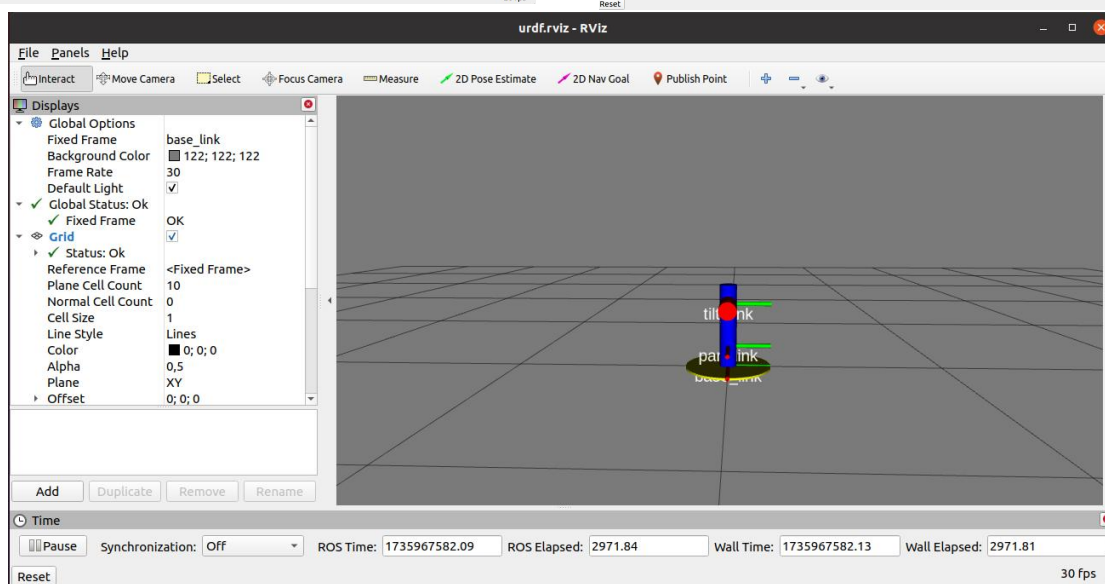 Reset
urdf.rviz - RViz
File Panels Help
Interact Move Camera Select Focus Camera Measure 2D Pose Estimate 2D Nav Goal Publish Point
Displays
Global Options
Fixed Frame base_link
Background Color 122; 122; 122
Frame Rate 30
Default Light
Global Status: Ok
Fixed Frame OK
Grid
Status: Ok
Reference Frame <Fixed Frame>
Plane Cell Count 10
Normal Cell Count 0
Cell Size 1
Line Style Lines
Color 0; 0; 0
Alpha 0,5
Plane XY
Offset 0; 0; 0
Add Duplicate Remove Rename
Time
Pause Synchronization: Off ROS Time: 1735967582.09 ROS Elapsed: 2971.84 Wall Time: 1735967582.13 Wall Elapsed: 2971.81
Reset 30 fps